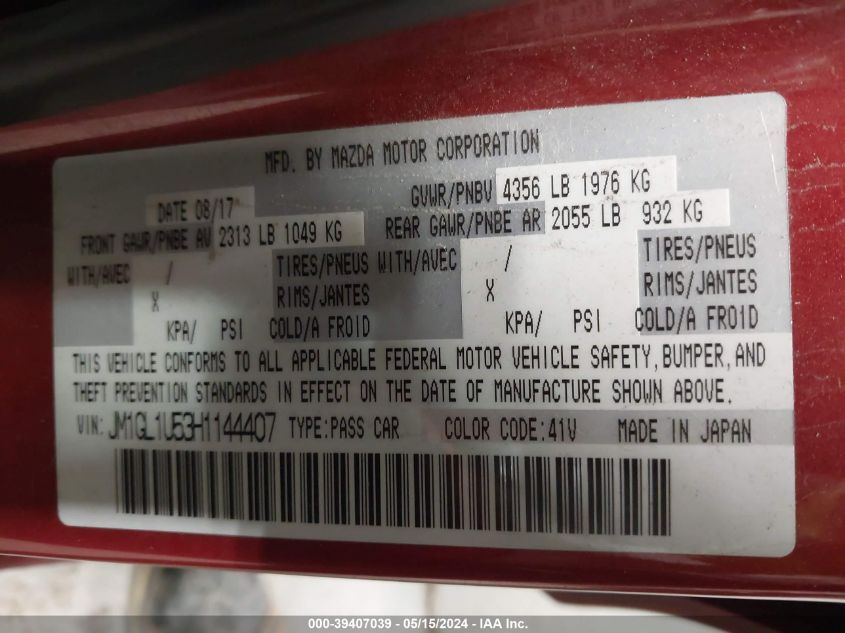 MFD. BY MAZDA MOTOR CORPORATION
DATE 08/17 GVWR/PNBV 4356 LB 1976 KG
FRONT GAWR/PNBE AV 2313 LB 1049 KG REAR GAWR/PNBE AR 2055 LB 932 KG
WITH/AVEC / TIRES/PNEUS WITH/AVEC / TIRES/PNEUS
X RIMS/JANTES X RIMS/JANTES
KPA/ PSI COLD/A FROID KPA/ PSI COLD/A FROID
THIS VEHICLE CONFORMS TO ALL APPLICABLE FEDERAL MOTOR VEHICLE SAFETY, BUMPER, AND
THEFT PREVENTION STANDARDS IN EFFECT ON THE DATE OF MANUFACTURE SHOWN ABOVE.
VIN: JM1GL1U53H1144407 TYPE:PASS CAR COLOR CODE:41V MADE IN JAPAN
000-39407039 - 05/15/2024 - IAA Inc.